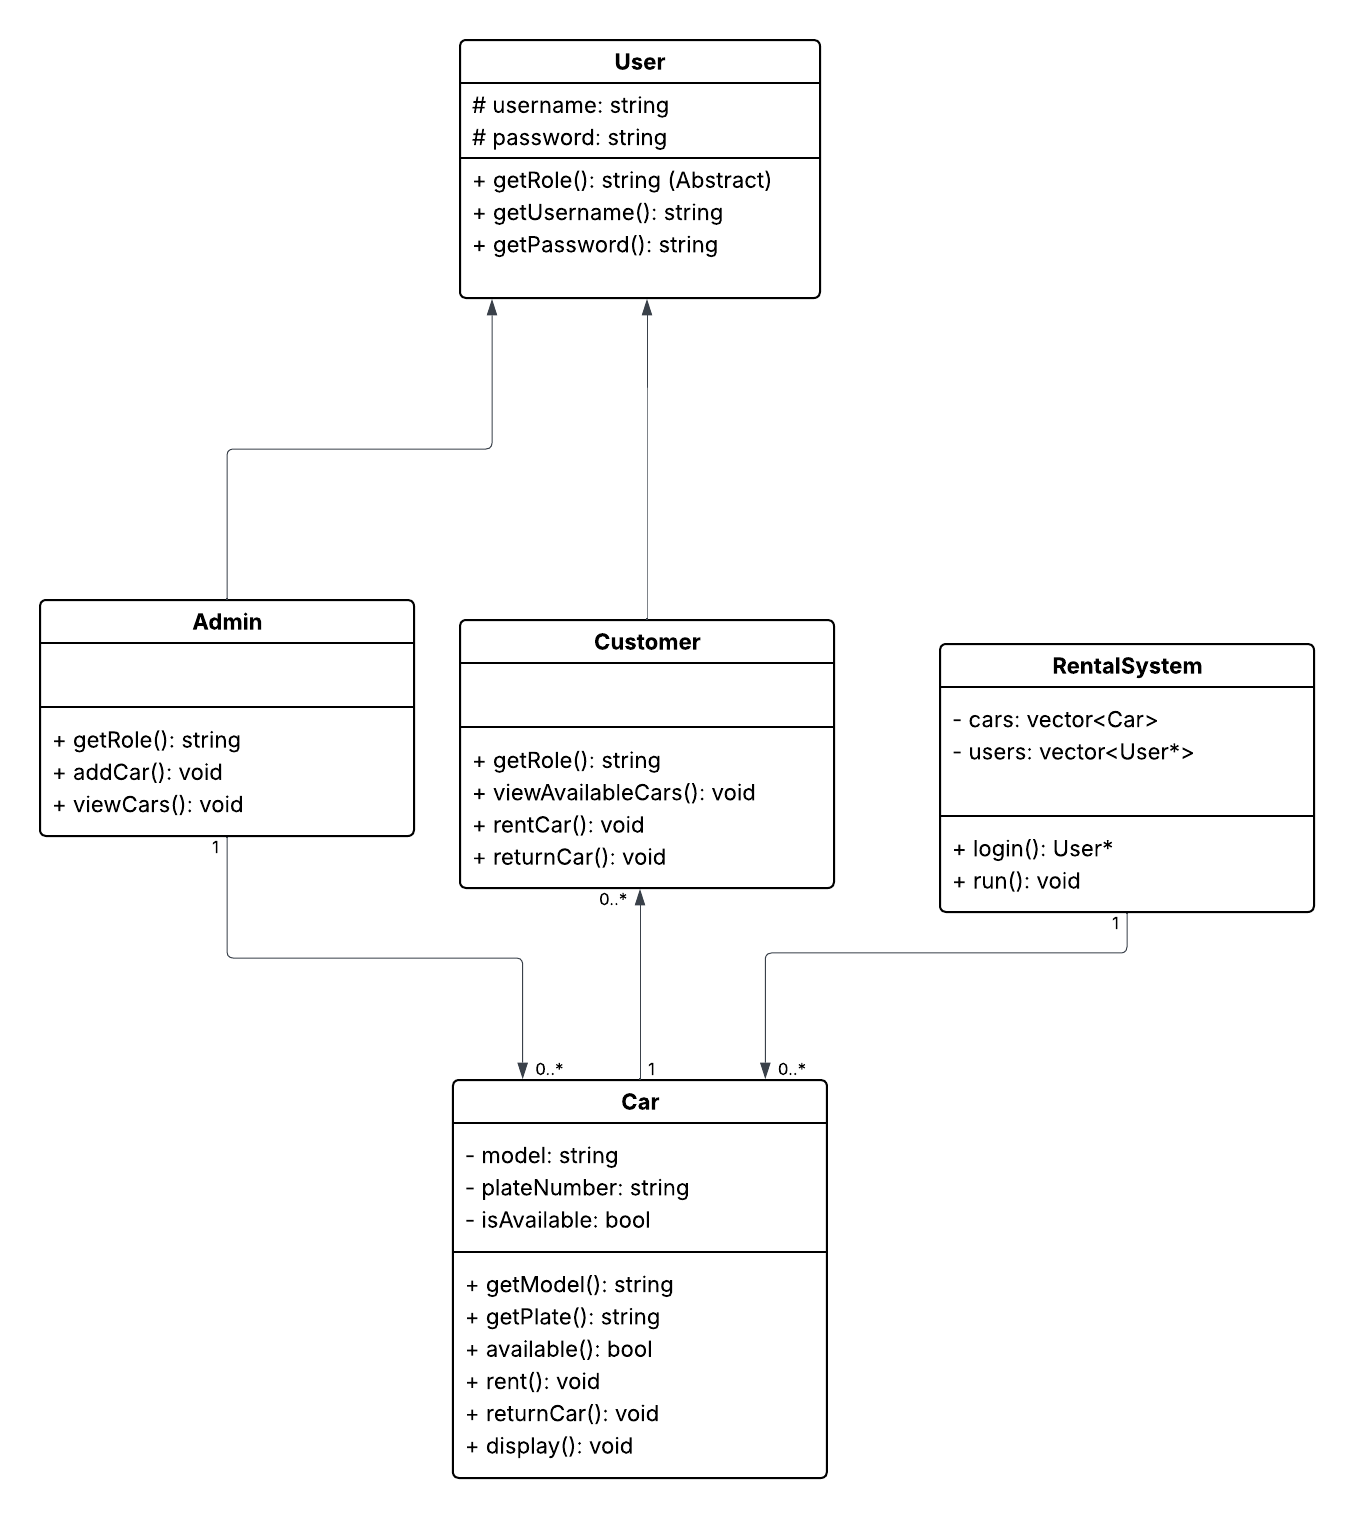 User
# username: string
# password: string
+ getRole(): string (Abstract)
+ getUsername(): string
+ getPassword(): string
Admin
+ getRole(): string
+ addCar(): void
+ viewCars(): void
1
Customer
+ getRole(): string
+ viewAvailableCars(): void
+ rentCar(): void
+ returnCar(): void
0..*
RentalSystem
- cars: vector<Car>
- users: vector<User*>
+ login(): User*
+ run(): void
1
0..*
1
0..*
Car
- model: string
- plateNumber: string
- isAvailable: bool
+ getModel(): string
+ getPlate(): string
+ available(): bool
+ rent(): void
+ returnCar(): void
+ display(): void